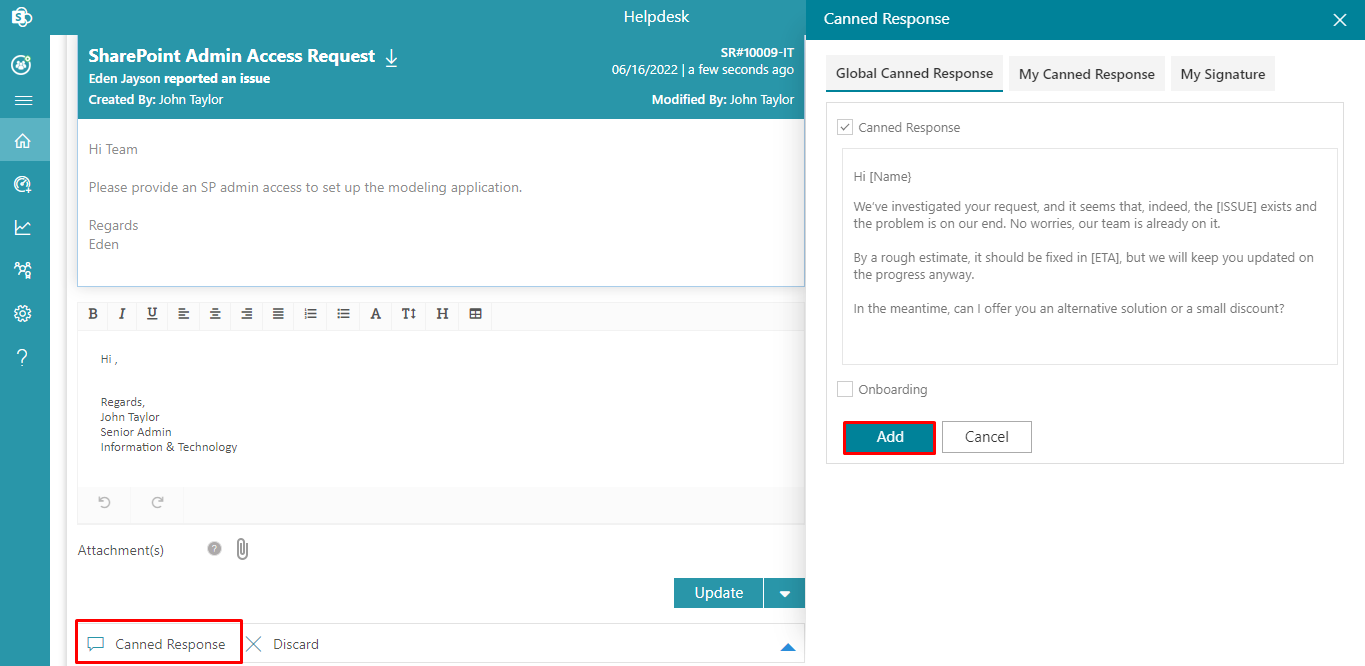 Helpdesk
SharePoint Admin Access Request
SR#10009-IT
Eden Jayson reported an issue
06/16/2022 | a few seconds ago
Created By: John Taylor
Modified By: John Taylor
Hi Team
Please provide an SP admin access to set up the modeling application.
Regards
Eden
B I U A T H
Hi ,
Regards,
John Taylor
Senior Admin
Information & Technology
Attachment(s) ?
Update
Canned Response
Discard
Canned Response
Global Canned Response
My Canned Response
My Signature
Canned Response
Hi [Name}
We've investigated your request, and it seems that, indeed, the [ISSUE] exists and
the problem is on our end. No worries, our team is already on it.
By a rough estimate, it should be fixed in [ETA], but we will keep you updated on
the progress anyway.
In the meantime, can I offer you an alternative solution or a small discount?
Onboarding
Add
Cancel